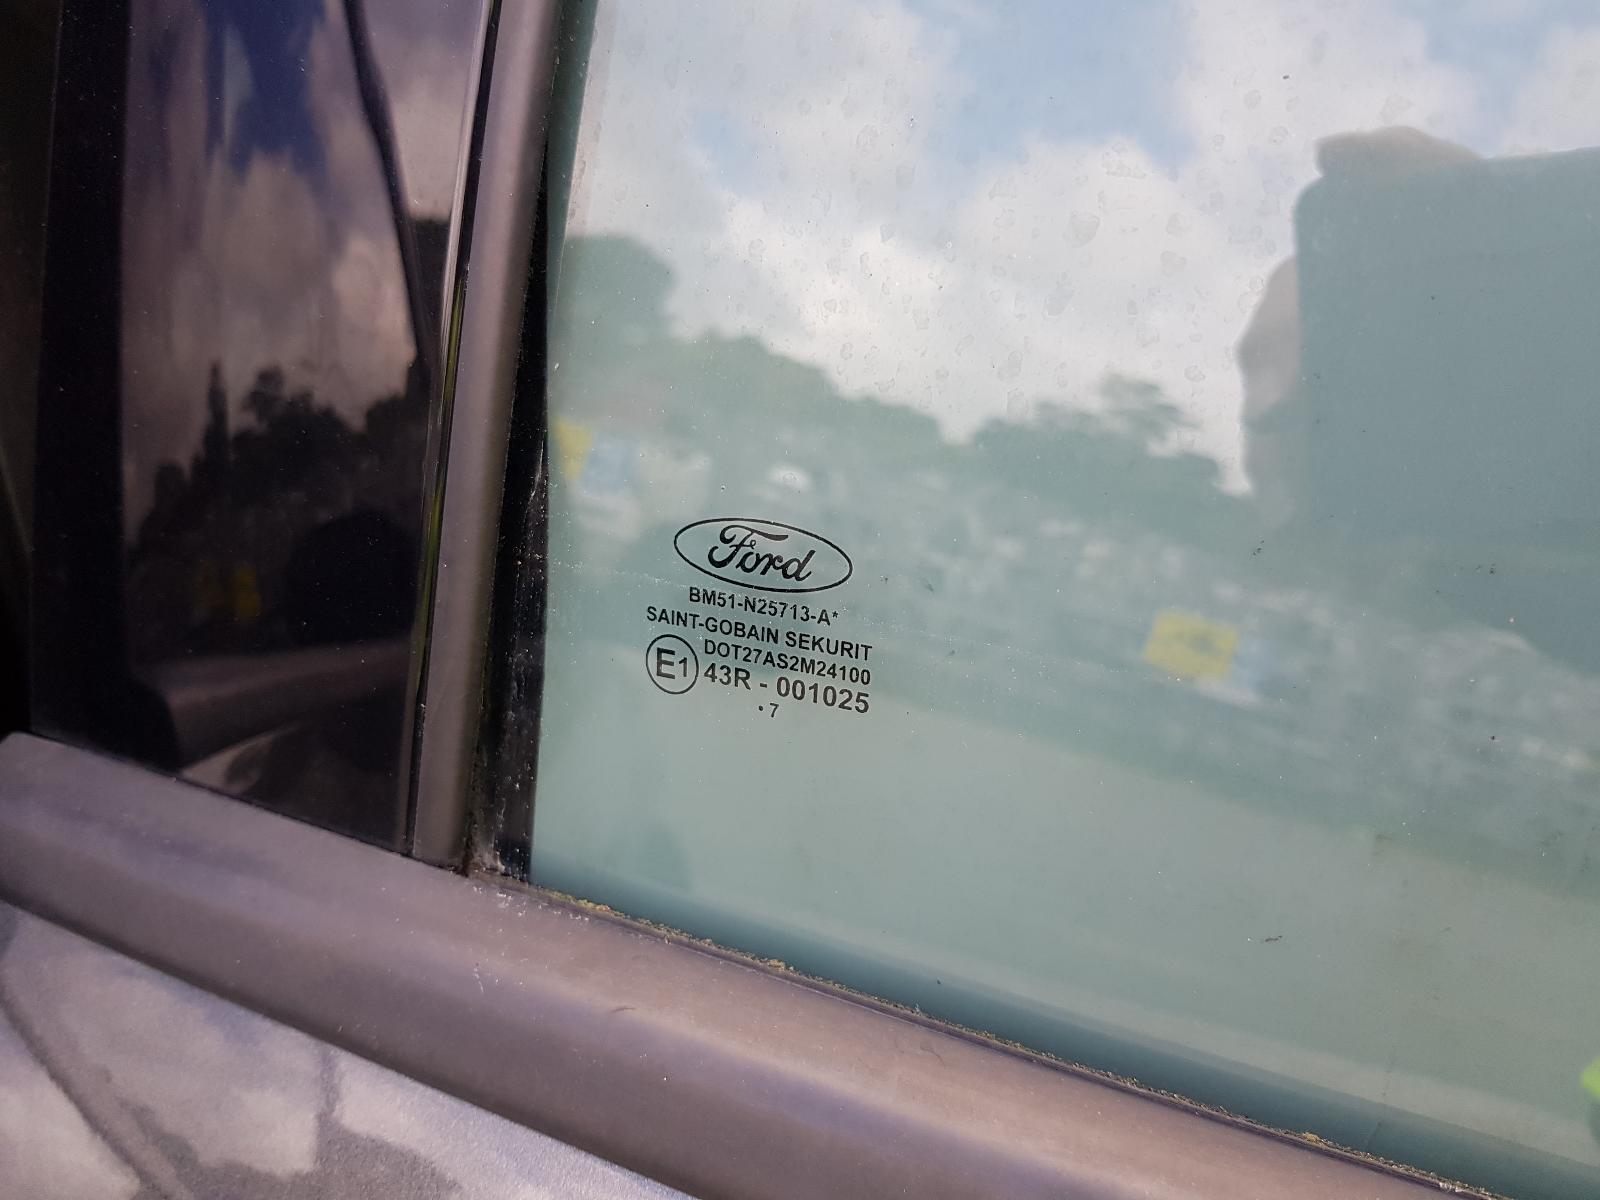 Ford
BM51-N25713-A*
SAINT-GOBAIN SEKURIT
DOT27AS2M24100
E1 43R - 001025
.7